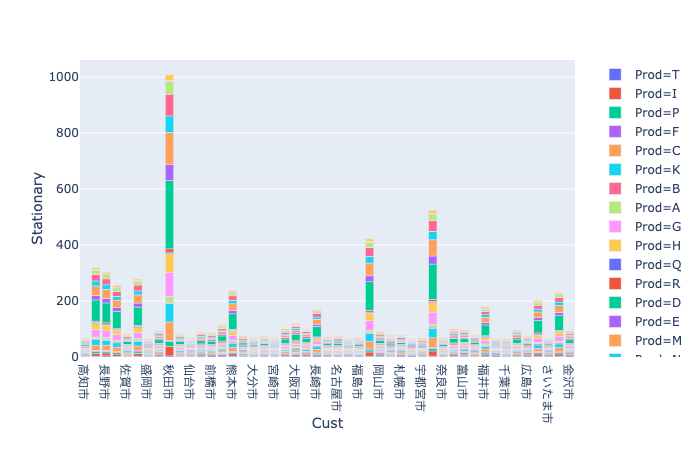 1000
800
600
400
200
0
Stationary
高知市
長野市
佐賀市
盛岡市
秋田市
仙台市
前橋市
熊本市
大分市
宮崎市
大阪市
長崎市
名古屋市
福島市
岡山市
札幌市
宇都宮市
奈良市
富山市
福井市
千葉市
広島市
さいたま市
金沢市
Cust
Prod=T
Prod=I
Prod=P
Prod=F
Prod=C
Prod=K
Prod=B
Prod=A
Prod=G
Prod=H
Prod=Q
Prod=R
Prod=D
Prod=E
Prod=M